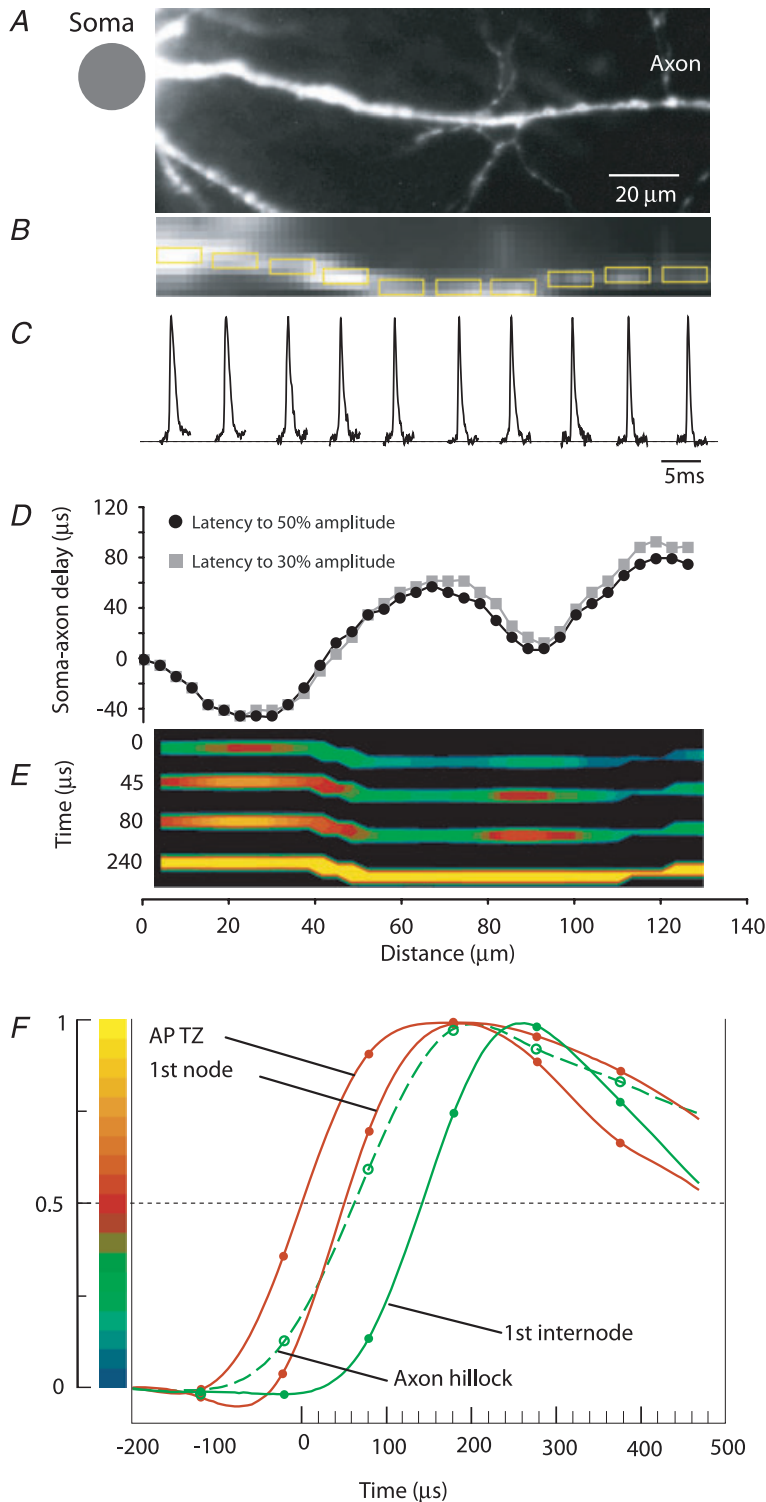 A
Soma
Axon
20 μm
B
C
5ms
D
Soma-axon delay (μs)
120
80
40
0
-40
Latency to 50% amplitude
Latency to 30% amplitude
E
Time (μs)
0
45
80
240
0 20 40 60 80 100 120 140
Distance (μm)
F
1
0.5
0
AP TZ
1st node
1st internode
Axon hillock
-200 -100 0 100 200 300 400 500
Time (μs)